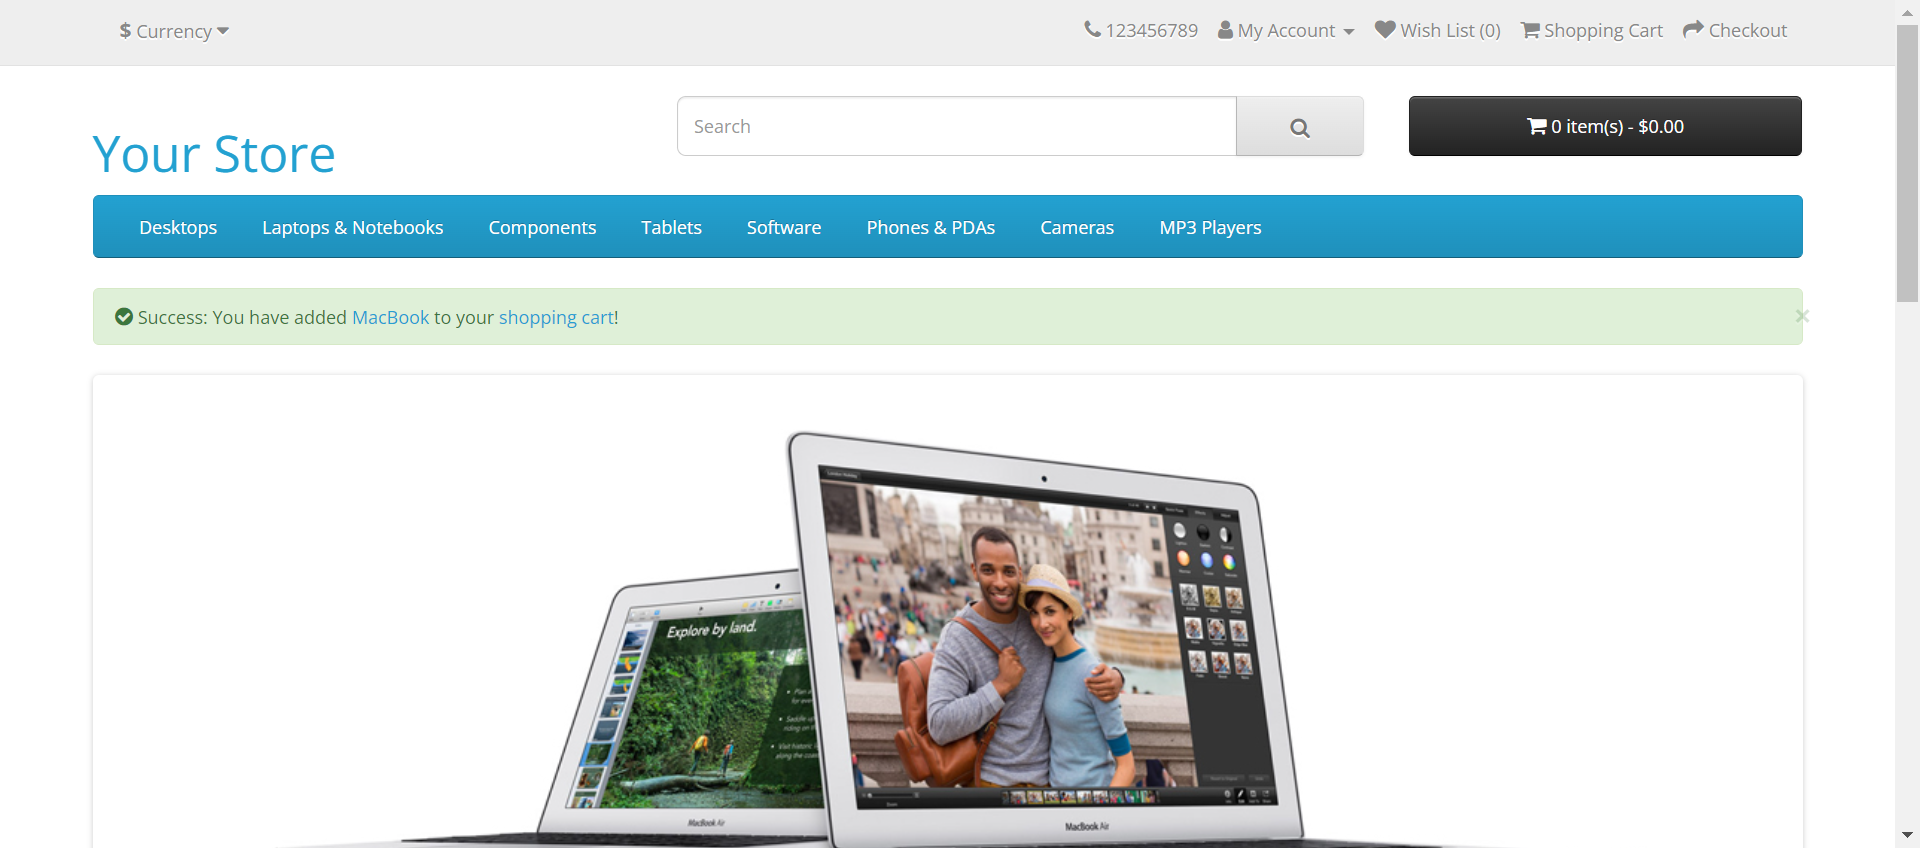 $ Currency
123456789 My Account Wish List (0) Shopping Cart Checkout
Search
0 item(s) - $0.00
Your Store
Desktops Laptops & Notebooks Components Tablets Software Phones & PDAs Cameras MP3 Players
Success: You have added MacBook to your shopping cart! ×
Explore by land.
MacBook Air
MacBook Air